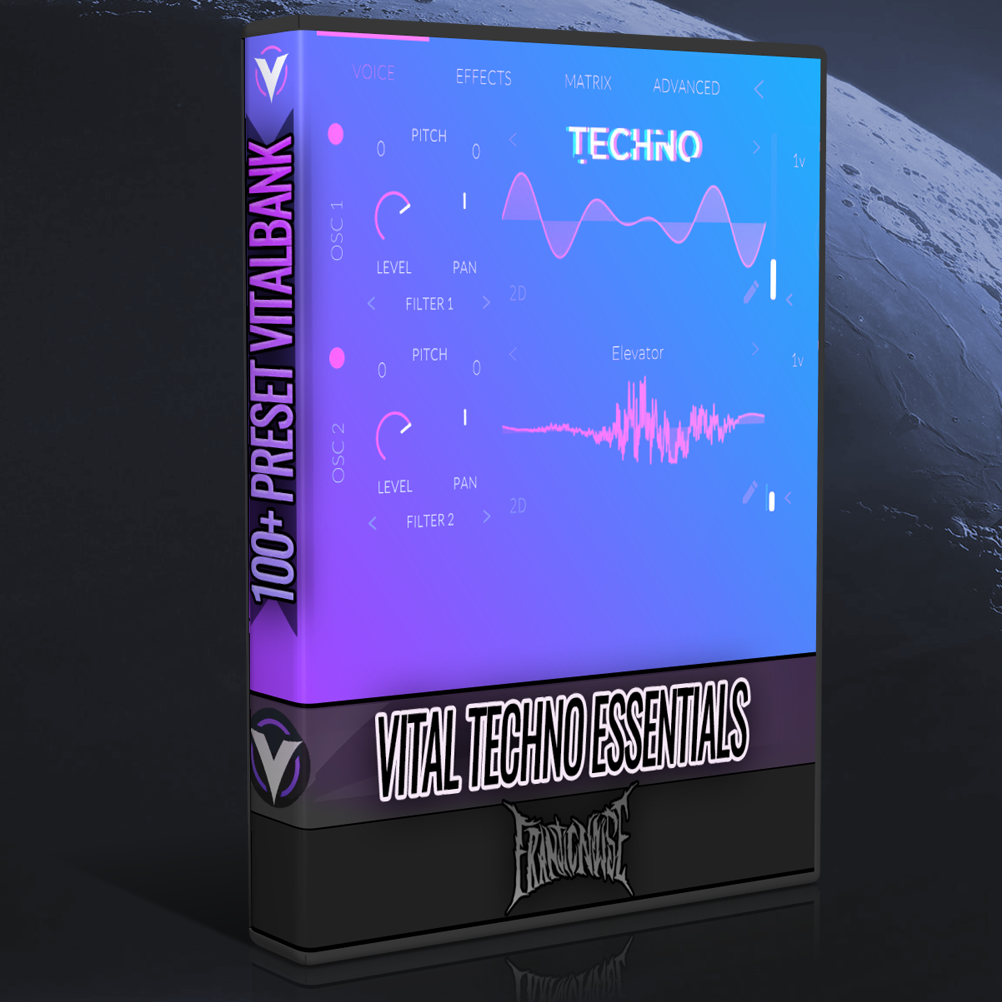 100+ PRESET VITALBANK
VOICE EFFECTS MATRIX ADVANCED
OSC 1
0 PITCH 0
TECHNO
1v
LEVEL PAN
FILTER 1
2D
OSC 2
0 PITCH 0
Elevator
1v
LEVEL PAN
FILTER 2
2D
VITAL TECHNO ESSENTIALS
FRANTICNOISE